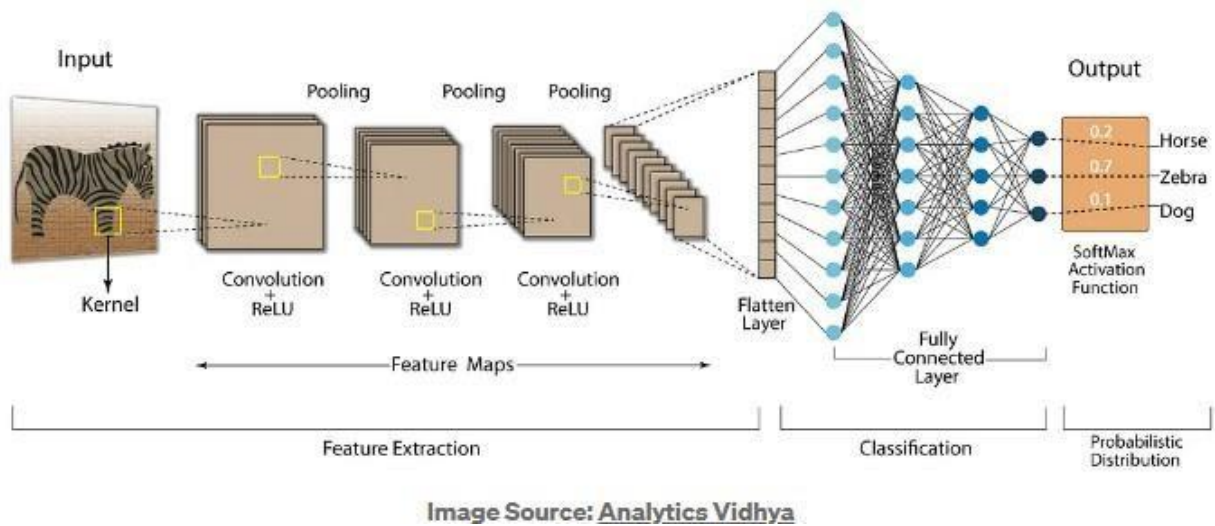 Input
Kernel
Pooling
Pooling
Pooling
Convolution
+
ReLU
Convolution
+
ReLU
Convolution
+
ReLU
Feature Maps
Flatten
Layer
Fully
Connected
Layer
Output
0.2
Horse
0.7
Zebra
0.1
Dog
SoftMax
Activation
Function
Feature Extraction
Classification
Probabilistic
Distribution
Image Source: Analytics Vidhya